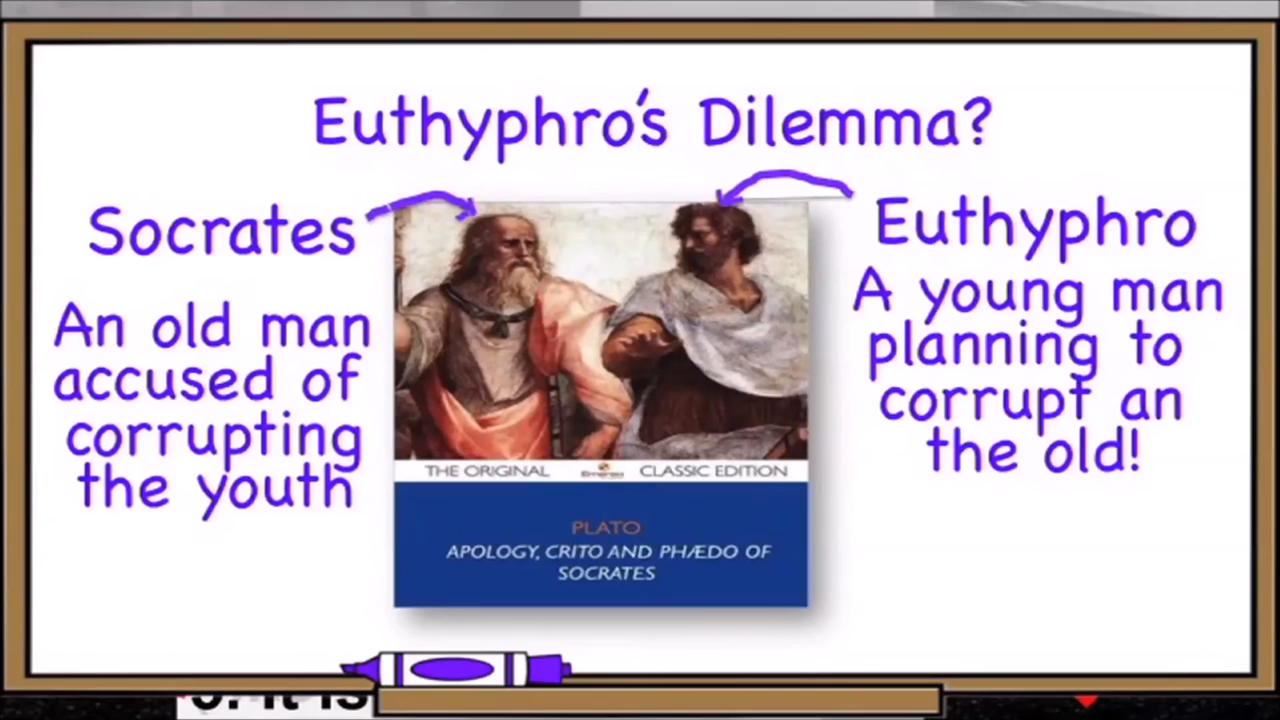 Euthyphro's Dilemma?
Socrates
An old man
accused of
corrupting
the youth
Euthyphro
A young man
planning to
corrupt an
the old!
THE ORIGINAL
CLASSIC EDITION
PLATO
APOLOGY, CRITO AND PHÆDO OF
SOCRATES